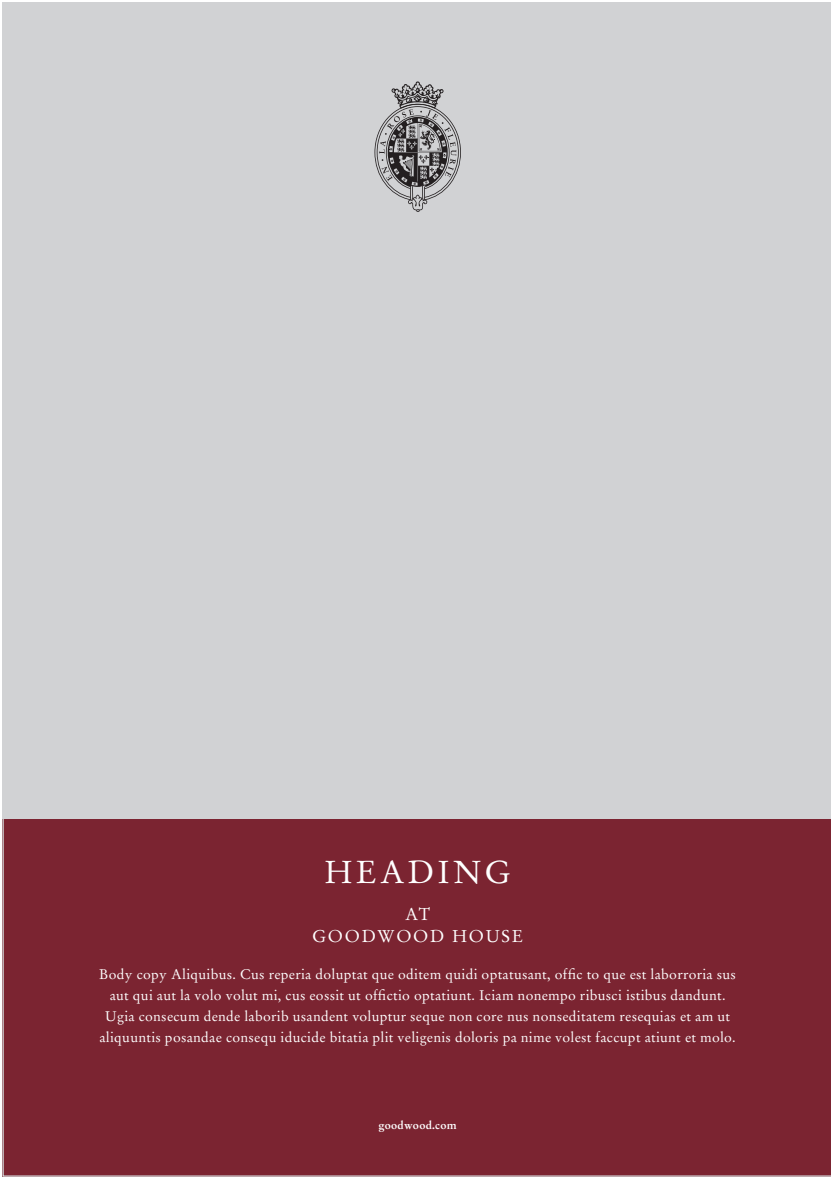 EN · LA · ROSE · JE · FLEURIE
HEADING
AT
GOODWOOD HOUSE
Body copy Aliquibus. Cus reperia doluptat que oditem quidi optatusant, offic to que est laborroria sus
aut qui aut la volo volut mi, cus eossit ut offictio optatiunt. Iciam nonempo ribusci istibus dandunt.
Ugia consecum dende laborib usandent voluptur seque non core nus nonseditatem resequias et am ut
aliquuntis posandae consequ iducide bitatia plit veligenis doloris pa nime volest faccupt atiunt et molo.
goodwood.com